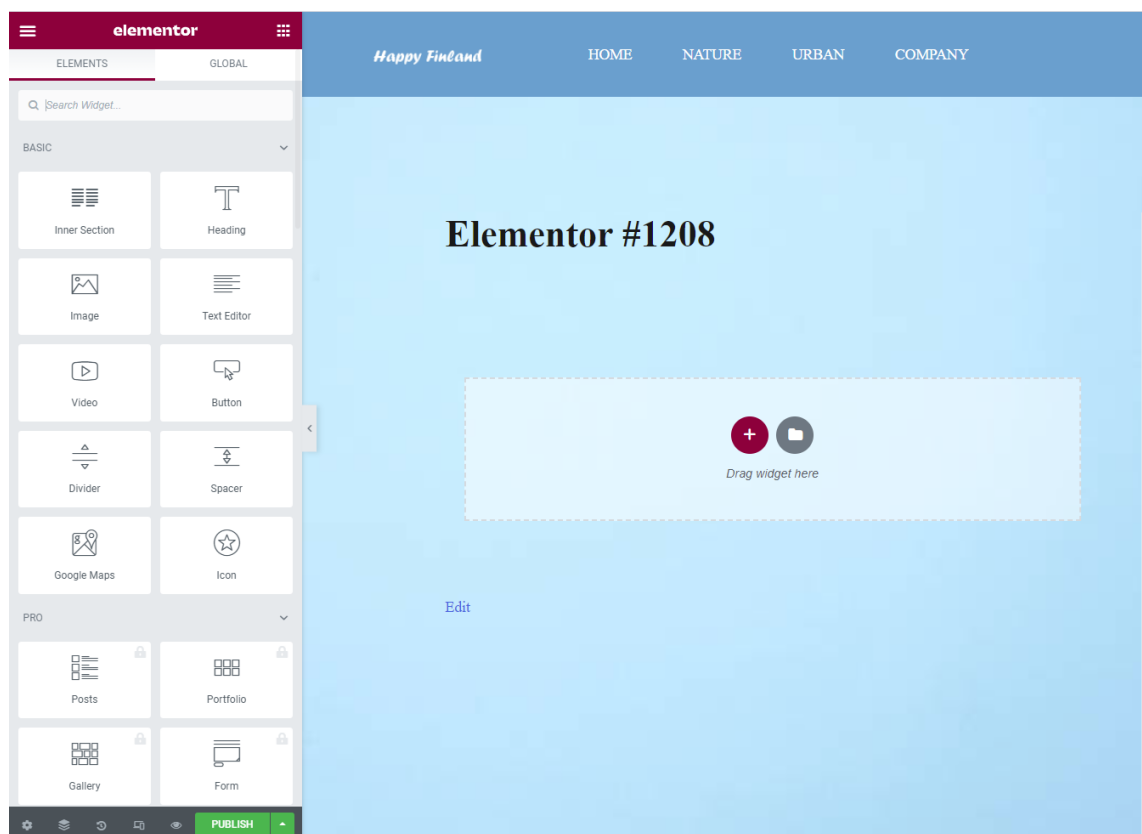 elementor
ELEMENTS GLOBAL
Search Widget...
BASIC
Inner Section Heading
Image Text Editor
Video Button
Divider Spacer
Google Maps Icon
PRO
Posts Portfolio
Gallery Form
PUBLISH
Happy Finland HOME NATURE URBAN COMPANY
Elementor #1208
Drag widget here
Edit